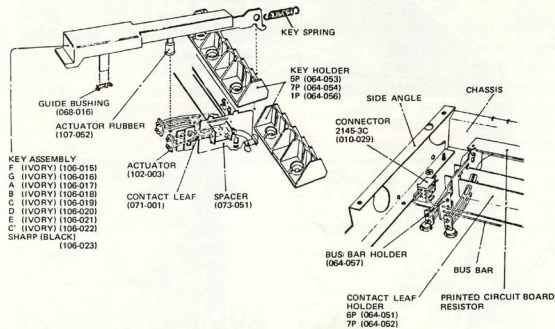 KEY SPRING
KEY HOLDER
5P (064-053)
7P (064-054)
1P (064-056)
GUIDE BUSHING
(068-016)
ACTUATOR RUBBER
(107-052)
KEY ASSEMBLY
F (IVORY) (106-015)
G (IVORY) (106-016)
A (IVORY) (106-017)
B (IVORY) (106-018)
C (IVORY) (106-019)
D (IVORY) (106-020)
E (IVORY) (106-021)
C' (IVORY) (106-022)
SHARP (BLACK)
(106-023)
ACTUATOR
(102-003)
CONTACT LEAF
(071-001)
SPACER
(073-051)
SIDE ANGLE
CHASSIS
CONNECTOR
2145-3C
(010-029)
BUS BAR HOLDER
(064-057)
BUS BAR
CONTACT LEAF
HOLDER
6P (064-051)
7P (064-052)
PRINTED CIRCUIT BOARD
RESISTOR